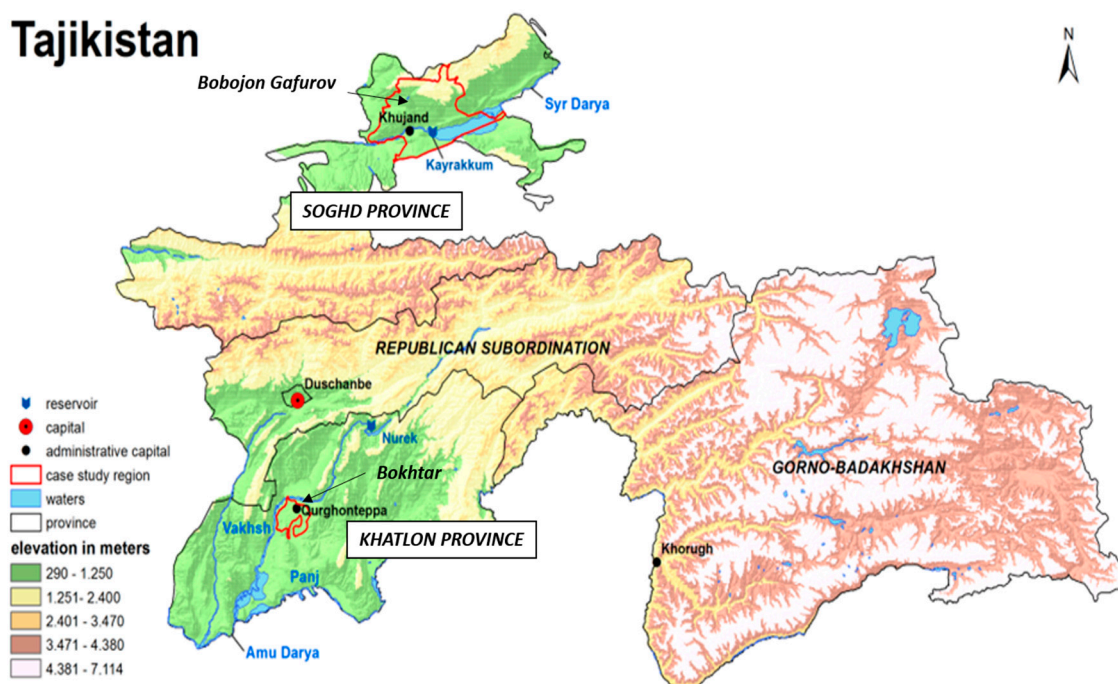 Tajikistan
N
Bobojon Gafurov
Khujand
Syr Darya
Kayrakkum
SOGHD PROVINCE
REPUBLICAN SUBORDINATION
Duschanbe
Nurek
GORNO-BADAKHSHAN
Bokhtar
Qurghonteppa
Vakhsh
KHATLON PROVINCE
Khorugh
Panj
Amu Darya
reservoir
capital
administrative capital
case study region
waters
province
elevation in meters
290 - 1.250
1.251 - 2.400
2.401 - 3.470
3.471 - 4.380
4.381 - 7.114